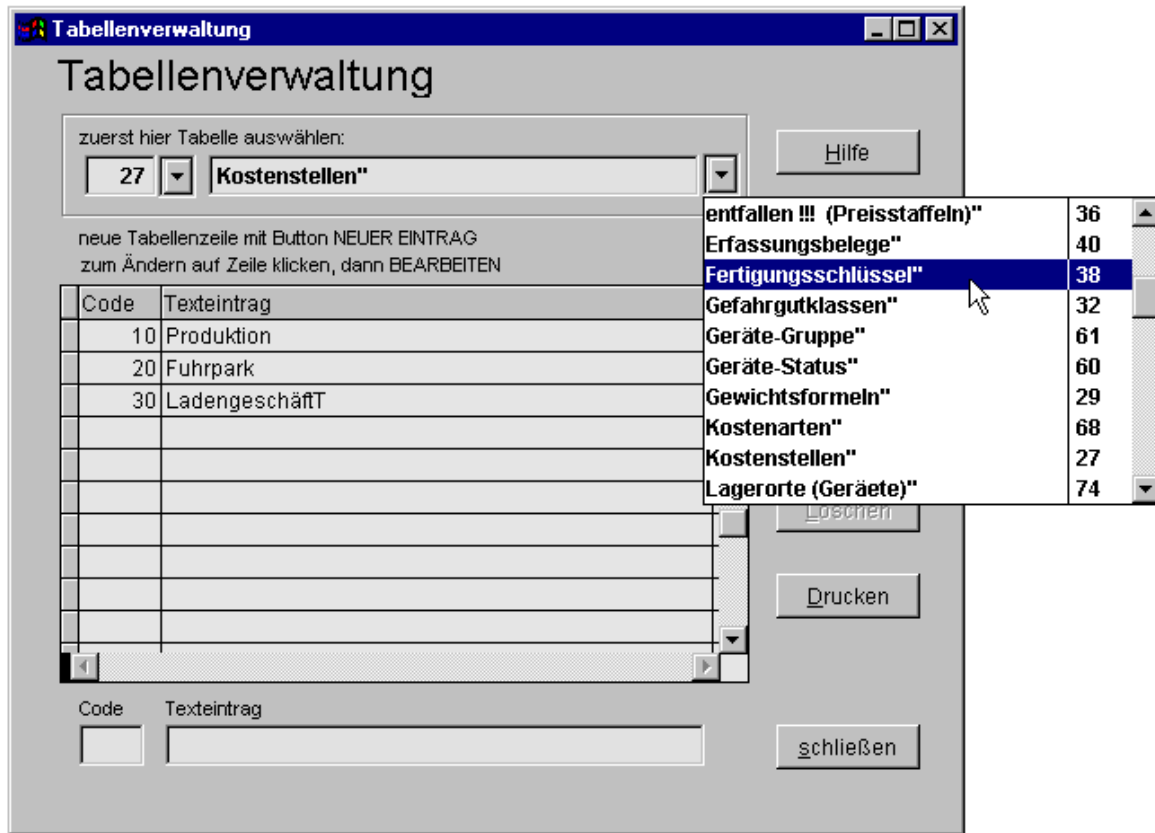 Tabellenverwaltung
Tabellenverwaltung
zuerst hier Tabelle auswählen:
27 Kostenstellen"
Hilfe
neue Tabellenzeile mit Button NEUER EINTRAG
zum Ändern auf Zeile klicken, dann BEARBEITEN
entfallen !!! (Preisstaffeln)" 36
Erfassungsbelege" 40
Fertigungsschlüssel" 38
Gefahrgutklassen" 32
Geräte-Gruppe" 61
Geräte-Status" 60
Gewichtsformeln" 29
Kostenarten" 68
Kostenstellen" 27
Lagerorte (Geräete)" 74
Code Texteintrag
10 Produktion
20 Fuhrpark
30 LadengeschäftT
Löschen
Drucken
Code Texteintrag
schließen